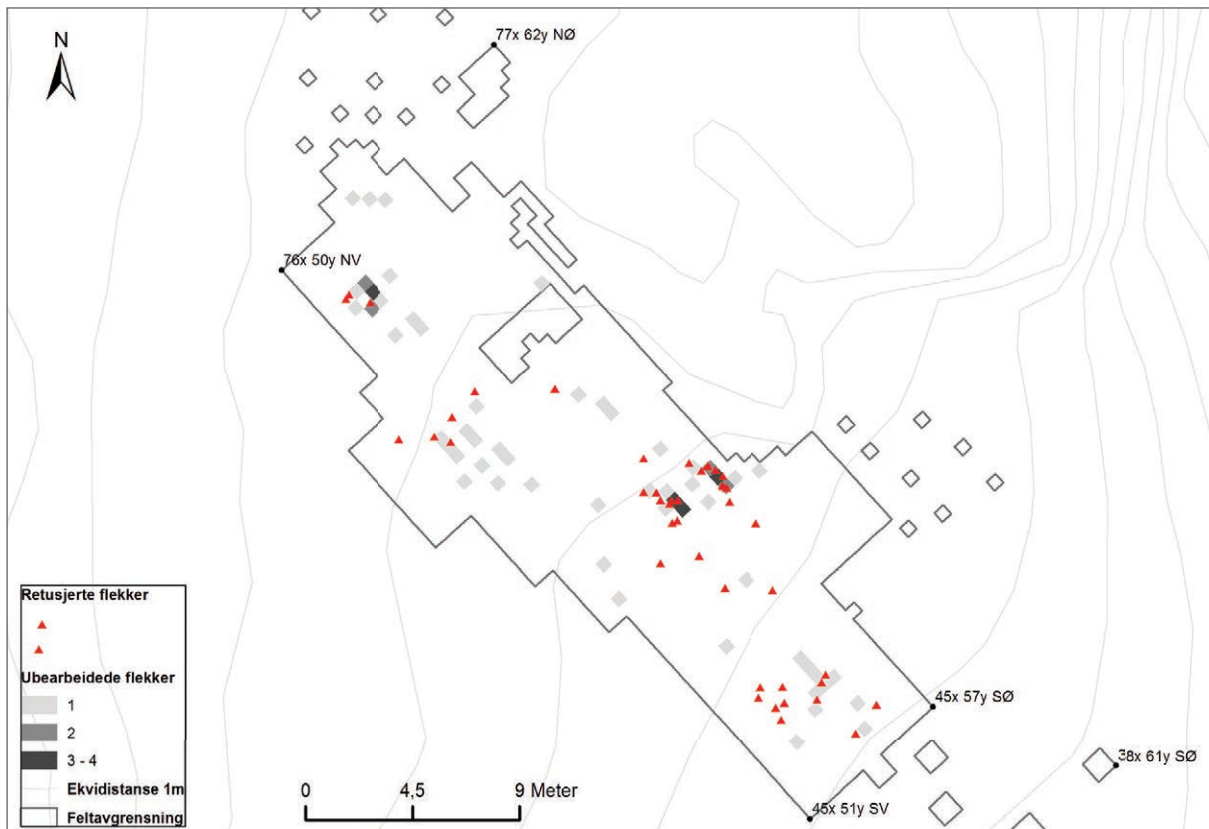 77x 62y NØ
N
76x 50y NV
45x 57y SØ
38x 61y SØ
45x 51y SV
Retusjerte flekker
Ubearbeidede flekker
1
2
3 - 4
Ekvidistanse 1m
Feltavgrensning
0 4,5 9 Meter